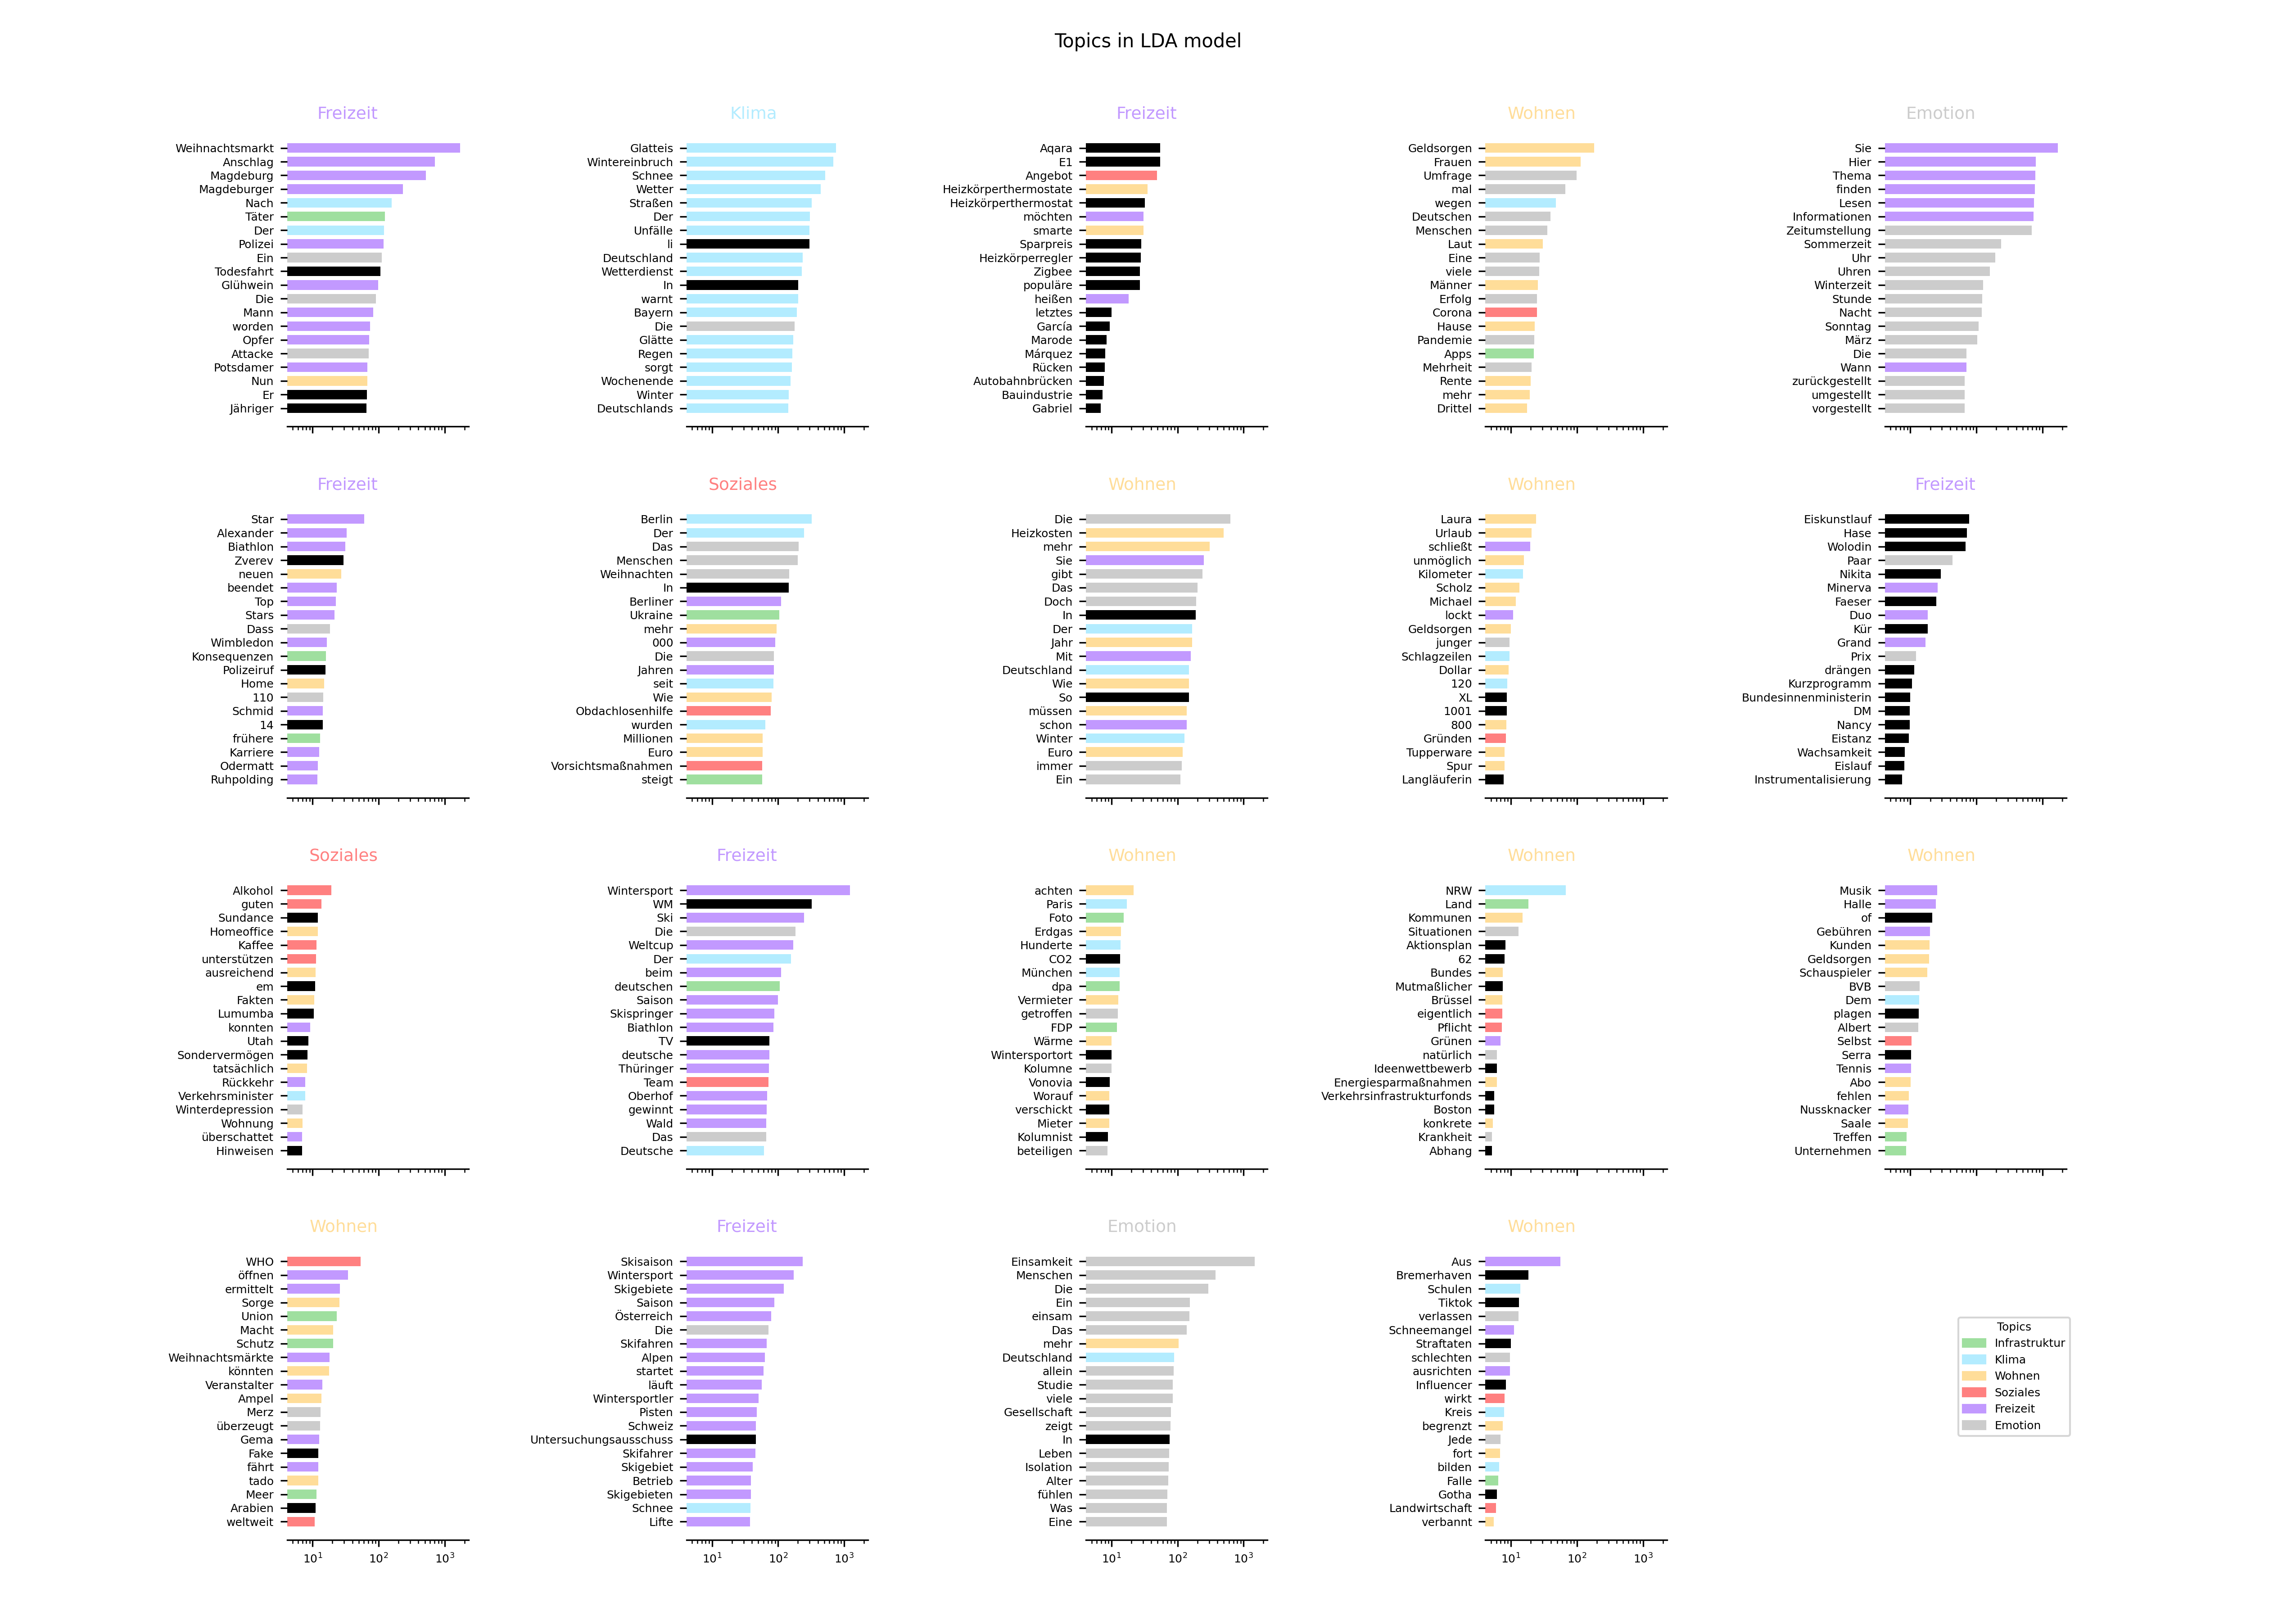 Topics in LDA model
Freizeit
Weihnachtsmarkt
Anschlag
Magdeburg
Magdeburger
Nach
Täter
Der
Polizei
Ein
Todesfahrt
Glühwein
Die
Mann
worden
Opfer
Attacke
Potsdamer
Nun
Er
Jähriger
Klima
Glatteis
Wintereinbruch
Schnee
Wetter
Straßen
Der
Unfälle
li
Deutschland
Wetterdienst
In
warnt
Bayern
Die
Glätte
Regen
sorgt
Wochenende
Winter
Deutschlands
Freizeit
Aqara
E1
Angebot
Heizkörperthermostate
Heizkörperthermostat
möchten
smarte
Sparpreis
Heizkörperregler
Zigbee
populäre
heißen
letztes
García
Marode
Márquez
Rücken
Autobahnbrücken
Bauindustrie
Gabriel
Wohnen
Geldsorgen
Frauen
Umfrage
mal
wegen
Deutschen
Menschen
Laut
Eine
viele
Männer
Erfolg
Corona
Hause
Pandemie
Apps
Mehrheit
Rente
mehr
Drittel
Emotion
Sie
Hier
Thema
finden
Lesen
Informationen
Zeitumstellung
Sommerzeit
Uhr
Uhren
Winterzeit
Stunde
Nacht
Sonntag
März
Die
Wann
zurückgestellt
umgestellt
vorgestellt
Freizeit
Star
Alexander
Biathlon
Zverev
neuen
beendet
Top
Stars
Dass
Wimbledon
Konsequenzen
Polizeiruf
Home
110
Schmid
14
frühere
Karriere
Odermatt
Ruhpolding
Soziales
Berlin
Der
Das
Menschen
Weihnachten
In
Berliner
Ukraine
mehr
000
Die
Jahren
seit
Wie
Obdachlosenhilfe
wurden
Millionen
Euro
Vorsichtsmaßnahmen
steigt
Wohnen
Die
Heizkosten
mehr
Sie
gibt
Das
Doch
In
Der
Jahr
Mit
Deutschland
Wie
So
müssen
schon
Winter
Euro
immer
Ein
Wohnen
Laura
Urlaub
schließt
unmöglich
Kilometer
Scholz
Michael
lockt
Geldsorgen
junger
Schlagzeilen
Dollar
120
XL
1001
800
Gründen
Tupperware
Spur
Langläuferin
Freizeit
Eiskunstlauf
Hase
Wolodin
Paar
Nikita
Minerva
Faeser
Duo
Kür
Grand
Prix
drängen
Kurzprogramm
Bundesinnenministerin
DM
Nancy
Eistanz
Wachsamkeit
Eislauf
Instrumentalisierung
Soziales
Alkohol
guten
Sundance
Homeoffice
Kaffee
unterstützen
ausreichend
em
Fakten
Lumumba
konnten
Utah
Sondervermögen
tatsächlich
Rückkehr
Verkehrsminister
Winterdepression
Wohnung
überschattet
Hinweisen
Freizeit
Wintersport
WM
Ski
Die
Weltcup
Der
beim
deutschen
Saison
Skispringer
Biathlon
TV
deutsche
Thüringer
Team
Oberhof
gewinnt
Wald
Das
Deutsche
Wohnen
achten
Paris
Foto
Erdgas
Hunderte
CO2
München
dpa
Vermieter
getroffen
FDP
Wärme
Wintersportort
Kolumne
Vonovia
Worauf
verschickt
Mieter
Kolumnist
beteiligen
Wohnen
NRW
Land
Kommunen
Situationen
Aktionsplan
62
Bundes
Mutmaßlicher
Brüssel
eigentlich
Pflicht
Grünen
natürlich
Ideenwettbewerb
Energiesparmaßnahmen
Verkehrsinfrastrukturfonds
Boston
konkrete
Krankheit
Abhang
Wohnen
Musik
Halle
of
Gebühren
Kunden
Geldsorgen
Schauspieler
BVB
Dem
plagen
Albert
Selbst
Serra
Tennis
Abo
fehlen
Nussknacker
Saale
Treffen
Unternehmen
Wohnen
WHO
öffnen
ermittelt
Sorge
Union
Macht
Schutz
Weihnachtsmärkte
könnten
Veranstalter
Ampel
Merz
überzeugt
Gema
Fake
fährt
tado
Meer
Arabien
weltweit
10¹ 10² 10³
Freizeit
Skisaison
Wintersport
Skigebiete
Saison
Österreich
Die
Skifahren
Alpen
startet
läuft
Wintersportler
Pisten
Schweiz
Untersuchungsausschuss
Skifahrer
Skigebiet
Betrieb
Skigebieten
Schnee
Lifte
10¹ 10² 10³
Emotion
Einsamkeit
Menschen
Die
Ein
einsam
Das
mehr
Deutschland
allein
Studie
viele
Gesellschaft
zeigt
In
Leben
Isolation
Alter
fühlen
Was
Eine
10¹ 10² 10³
Wohnen
Aus
Bremerhaven
Schulen
Tiktok
verlassen
Schneemangel
Straftaten
schlechten
ausrichten
Influencer
wirkt
Kreis
begrenzt
Jede
fort
bilden
Falle
Gotha
Landwirtschaft
verbannt
10¹ 10² 10³
Topics
Infrastruktur
Klima
Wohnen
Soziales
Freizeit
Emotion